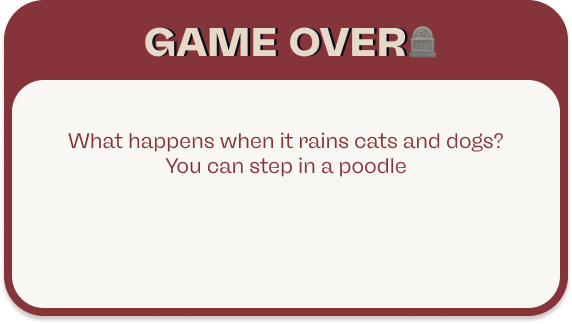 GAME OVER
What happens when it rains cats and dogs?
You can step in a poodle